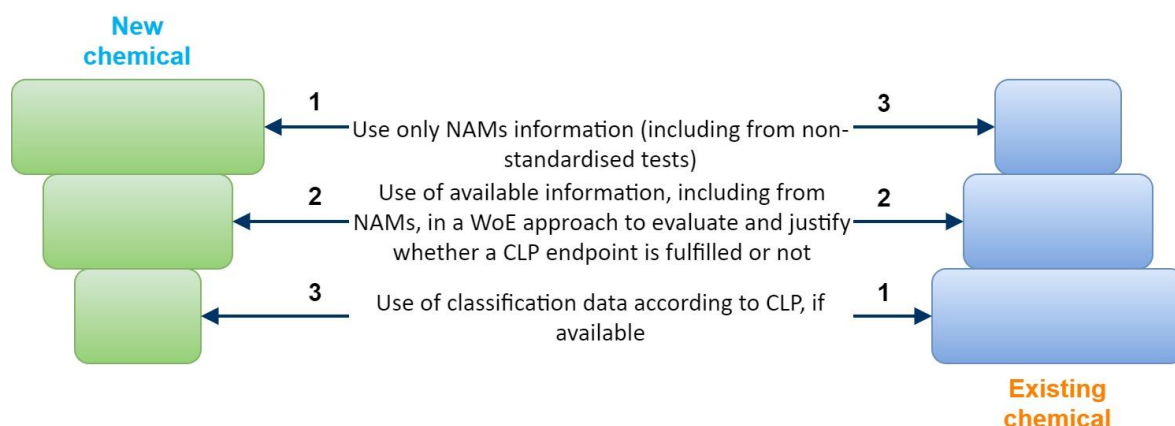 New
chemical
1
3
Use only NAMs information (including from non-
standardised tests)
2
2
Use of available information, including from
NAMs, in a WoE approach to evaluate and justify
whether a CLP endpoint is fulfilled or not
3
1
Use of classification data according to CLP, if
available
Existing
chemical